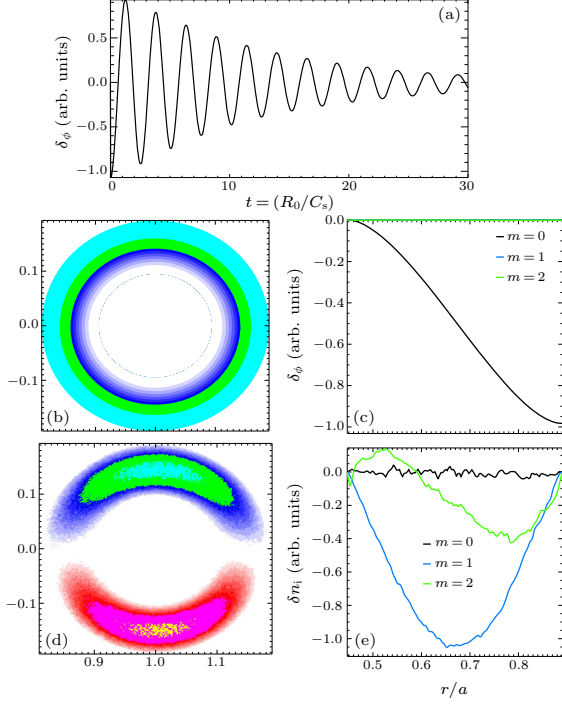 (a)
δϕ (arb. units)
0.5
0.0
−0.5
−1.0
0 10 20 30
t = (R0/Cs)
0.1
0.0
−0.1
(b)
δϕ (arb. units)
0.0
−0.2
−0.4
−0.6
−0.8
−1.0
m = 0
m = 1
m = 2
(c)
0.1
0.0
−0.1
(d)
0.9 1.0 1.1
δni (arb. units)
0.0
−0.2
−0.4
−0.6
−0.8
−1.0
m = 0
m = 1
m = 2
(e)
0.5 0.6 0.7 0.8
r/a